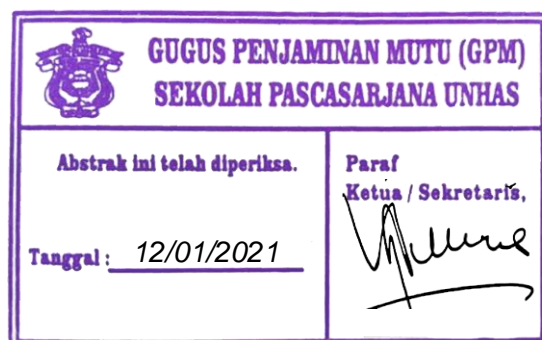 GUGUS PENJAMINAN MUTU (GPM)
SEKOLAH PASCASARJANA UNHAS
Abstrak ini telah diperiksa.
Tanggal : 12/01/2021
Paraf
Ketua / Sekretaris,